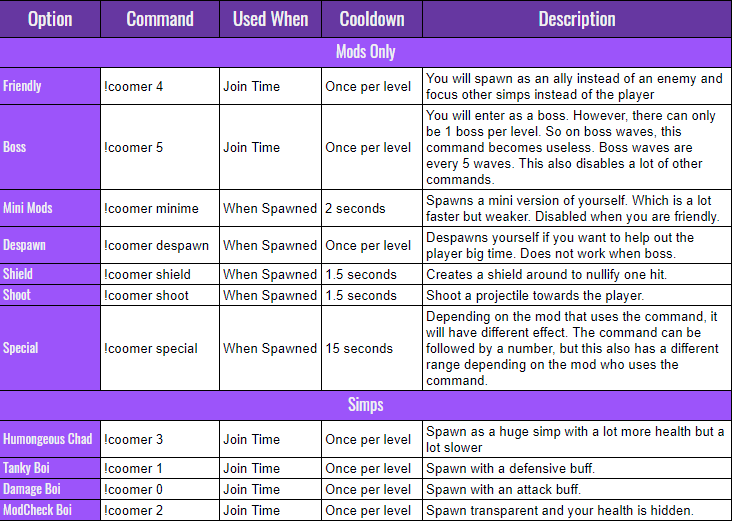 Option Command Used When Cooldown Description
Mods Only
Friendly !coomer 4 Join Time Once per level You will spawn as an ally instead of an enemy and
focus other simps instead of the player
Boss !coomer 5 Join Time Once per level You will enter as a boss. However, there can only
be 1 boss per level. So on boss waves, this
command becomes useless. Boss waves are
every 5 waves. This also disables a lot of other
commands.
Mini Mods !coomer minime When Spawned 2 seconds Spawns a mini version of yourself. Which is a lot
faster but weaker. Disabled when you are friendly.
Despawn !coomer despawn When Spawned Once per level Despawns yourself if you want to help out the
player big time. Does not work when boss.
Shield !coomer shield When Spawned 1.5 seconds Creates a shield around to nullify one hit.
Shoot !coomer shoot When Spawned 1.5 seconds Shoot a projectile towards the player.
Special !coomer special When Spawned 15 seconds Depending on the mod that uses the command, it
will have different effect. The command can be
followed by a number, but this also has a different
range depending on the mod who uses the
command.
Simps
Humongeous Chad !coomer 3 Join Time Once per level Spawn as a huge simp with a lot more health but a
lot slower
Tanky Boi !coomer 1 Join Time Once per level Spawn with a defensive buff.
Damage Boi !coomer 0 Join Time Once per level Spawn with an attack buff.
ModCheck Boi !coomer 2 Join Time Once per level Spawn transparent and your health is hidden.